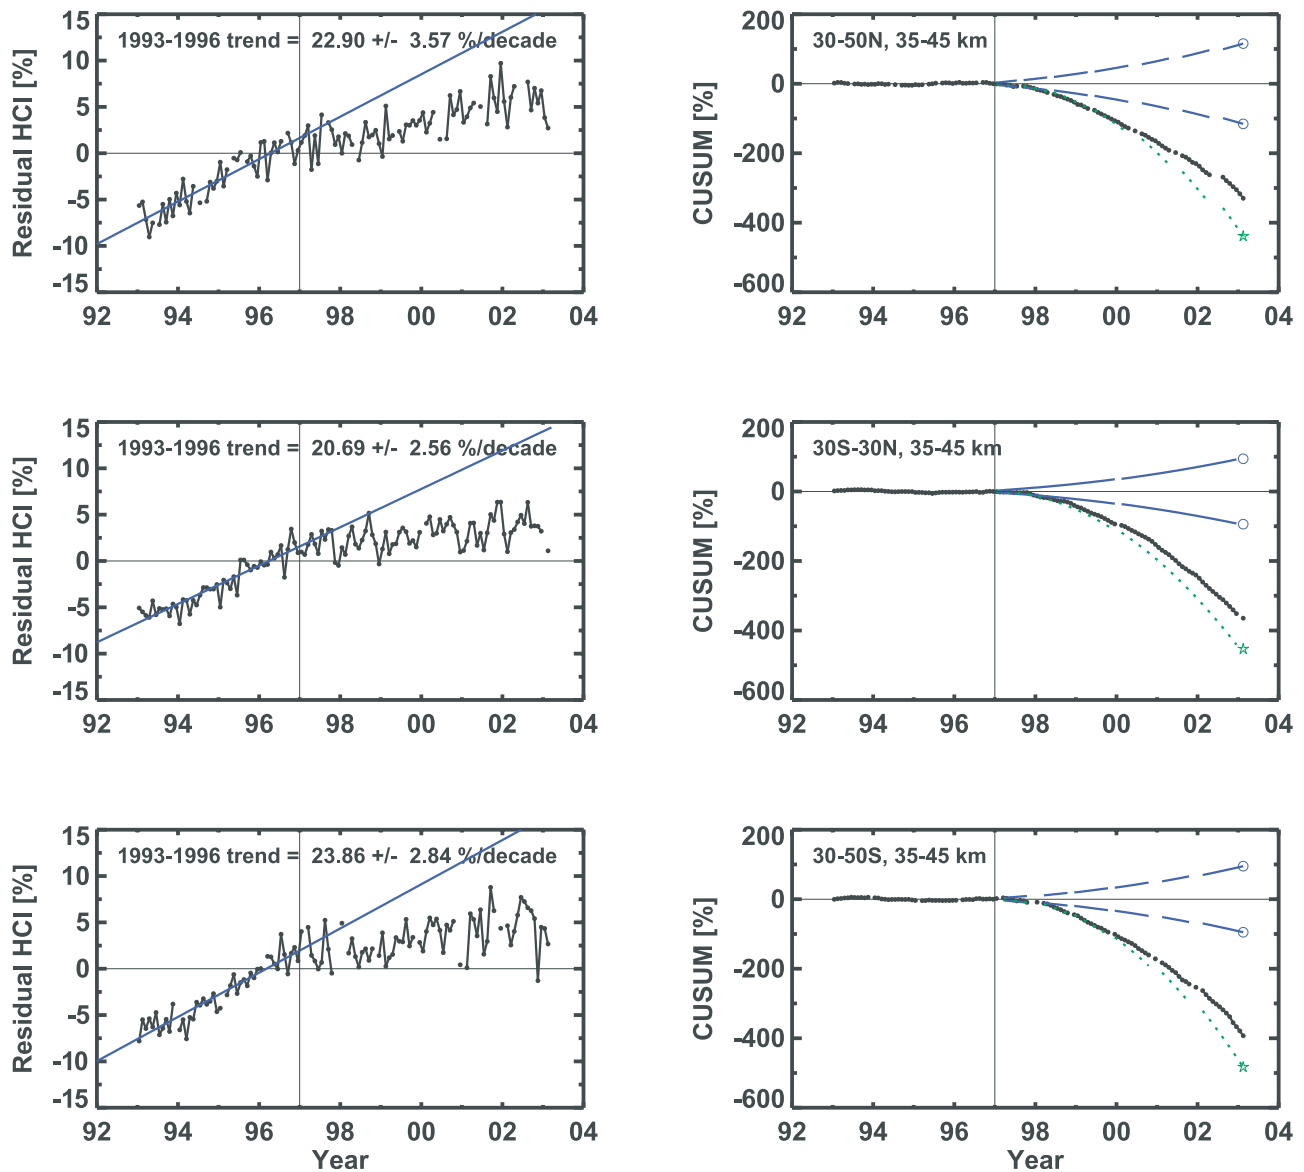 1993-1996 trend = 22.90 +/- 3.57 %/decade
Residual HCl [%]
15
10
5
0
-5
-10
-15
92 94 96 98 00 02 04
30-50N, 35-45 km
CUSUM [%]
200
0
-200
-400
-600
92 94 96 98 00 02 04
1993-1996 trend = 20.69 +/- 2.56 %/decade
Residual HCl [%]
15
10
5
0
-5
-10
-15
92 94 96 98 00 02 04
30S-30N, 35-45 km
CUSUM [%]
200
0
-200
-400
-600
92 94 96 98 00 02 04
1993-1996 trend = 23.86 +/- 2.84 %/decade
Residual HCl [%]
15
10
5
0
-5
-10
-15
92 94 96 98 00 02 04
Year
30-50S, 35-45 km
CUSUM [%]
200
0
-200
-400
-600
92 94 96 98 00 02 04
Year